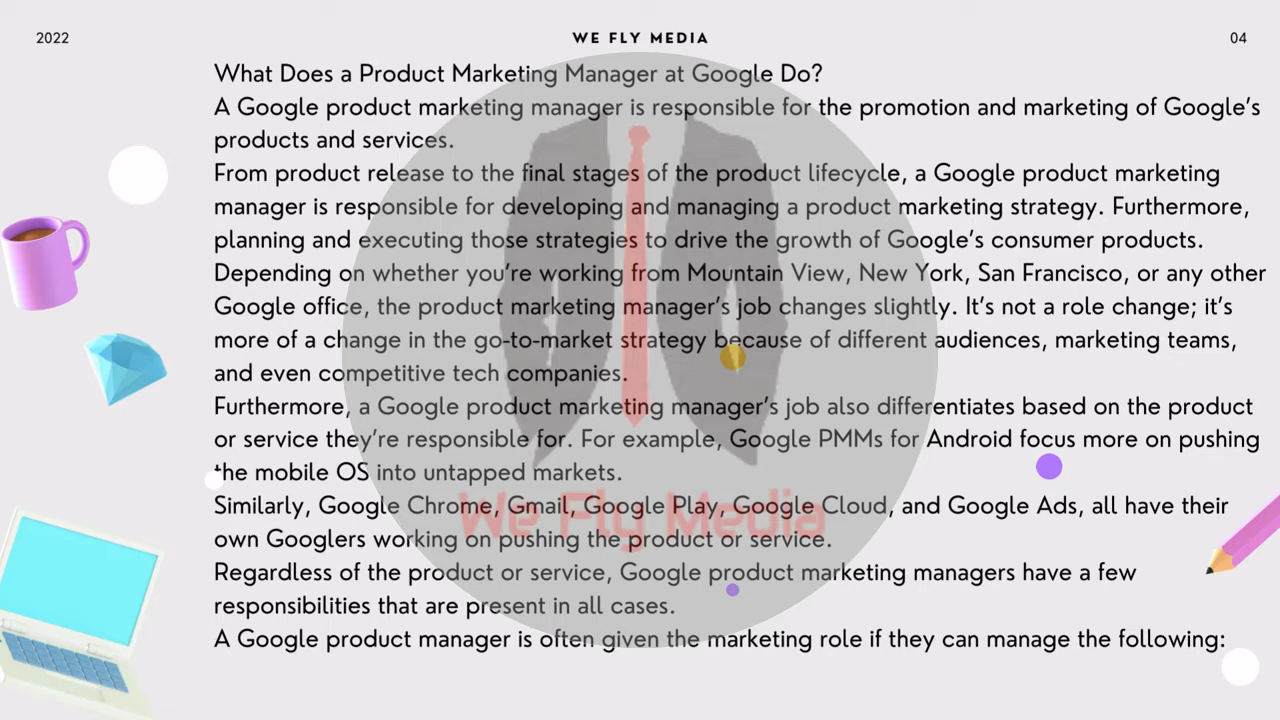 2022
WE FLY MEDIA
04
What Does a Product Marketing Manager at Google Do?
A Google product marketing manager is responsible for the promotion and marketing of Google's
products and services.
From product release to the final stages of the product lifecycle, a Google product marketing
manager is responsible for developing and managing a product marketing strategy. Furthermore,
planning and executing those strategies to drive the growth of Google's consumer products.
Depending on whether you're working from Mountain View, New York, San Francisco, or any other
Google office, the product marketing manager's job changes slightly. It's not a role change; it's
more of a change in the go-to-market strategy because of different audiences, marketing teams,
and even competitive tech companies.
Furthermore, a Google product marketing manager's job also differentiates based on the product
or service they're responsible for. For example, Google PMMs for Android focus more on pushing
the mobile OS into untapped markets.
Similarly, Google Chrome, Gmail, Google Play, Google Cloud, and Google Ads, all have their
own Googlers working on pushing the product or service.
Regardless of the product or service, Google product marketing managers have a few
responsibilities that are present in all cases.
A Google product manager is often given the marketing role if they can manage the following:
We Fly Media